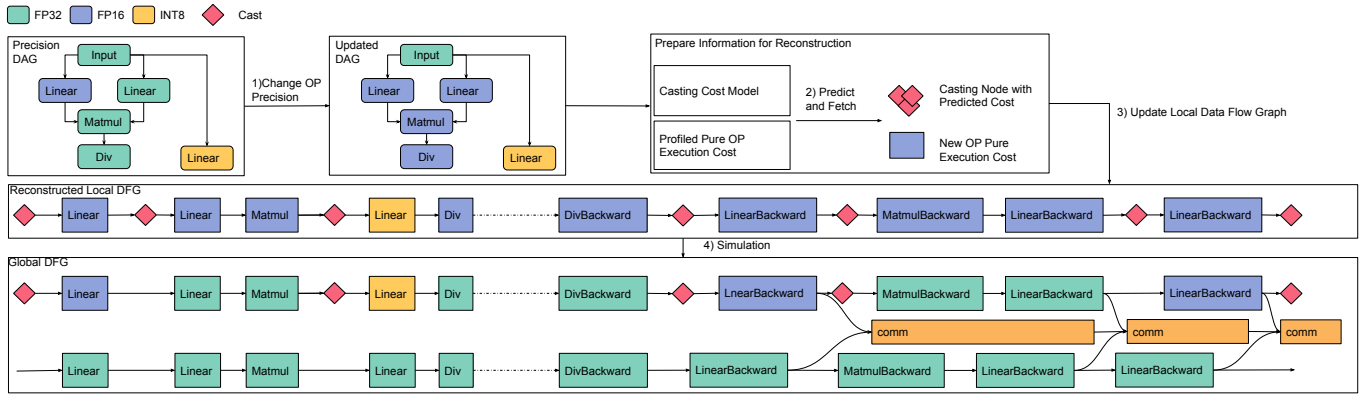 FP32 FP16 INT8 Cast
Precision
DAG
Input
Linear Linear
Matmul
Div Linear
1)Change OP
Precision
Updated
DAG
Input
Linear Linear
Matmul
Div Linear
Prepare Information for Reconstruction
Casting Cost Model
Profiled Pure OP
Execution Cost
2) Predict
and Fetch
Casting Node with
Predicted Cost
New OP Pure
Execution Cost
3) Update Local Data Flow Graph
Reconstructed Local DFG
Linear Linear Matmul Linear Div DivBackward LinearBackward MatmulBackward LinearBackward LinearBackward
4) Simulation
Global DFG
Linear Linear Matmul Linear Div DivBackward LinearBackward MatmulBackward LinearBackward LinearBackward
comm comm comm
Linear Linear Matmul Linear Div DivBackward LinearBackward MatmulBackward LinearBackward LinearBackward